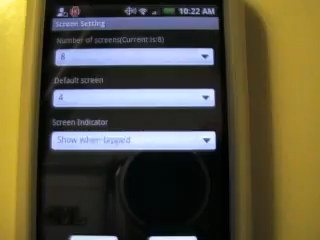 10:22 AM
Screen Setting
Number of screens(Current is:8)
8
Default screen
4
Screen Indicator
Show when tapped